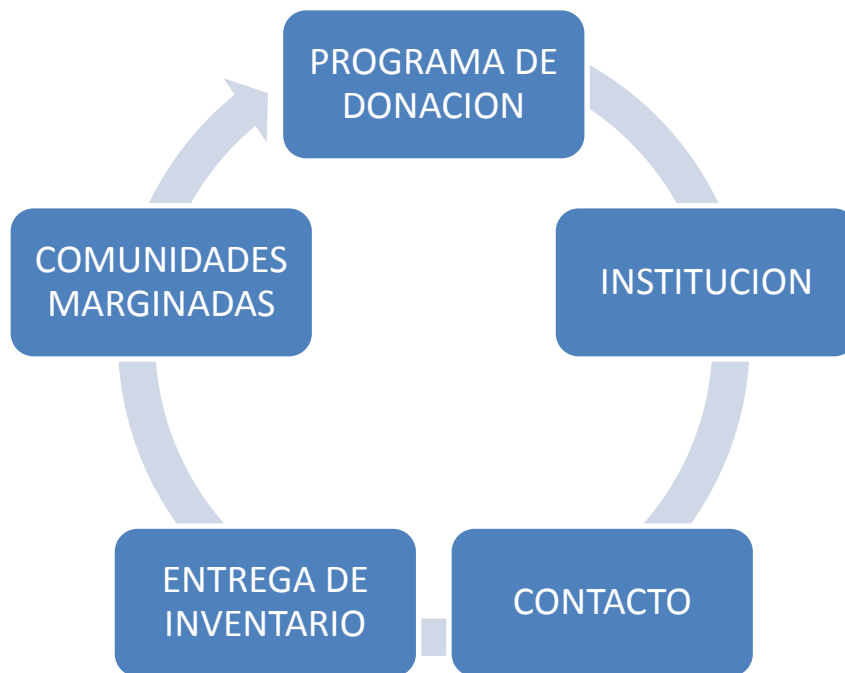 PROGRAMA DE
DONACION
INSTITUCION
CONTACTO
ENTREGA DE
INVENTARIO
COMUNIDADES
MARGINADAS